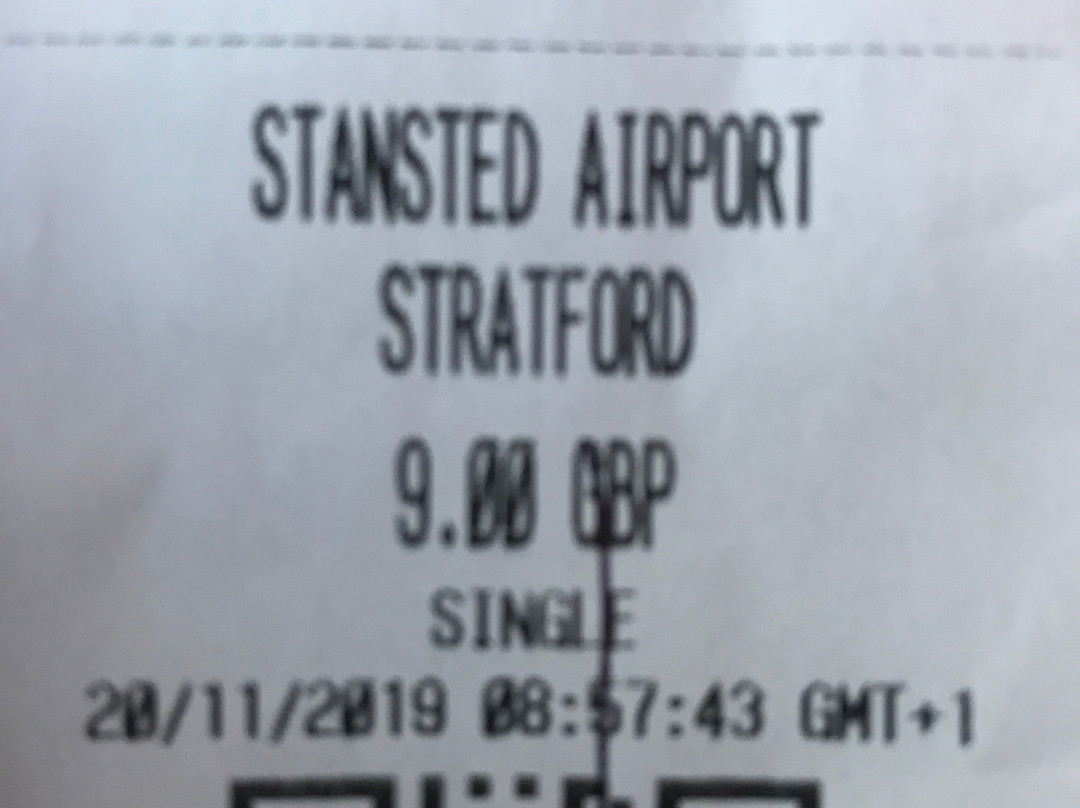 STANSTED AIRPORT
STRATFORD
9.00 GBP
SINGLE
20/11/2019 08:57:43 GMT+1